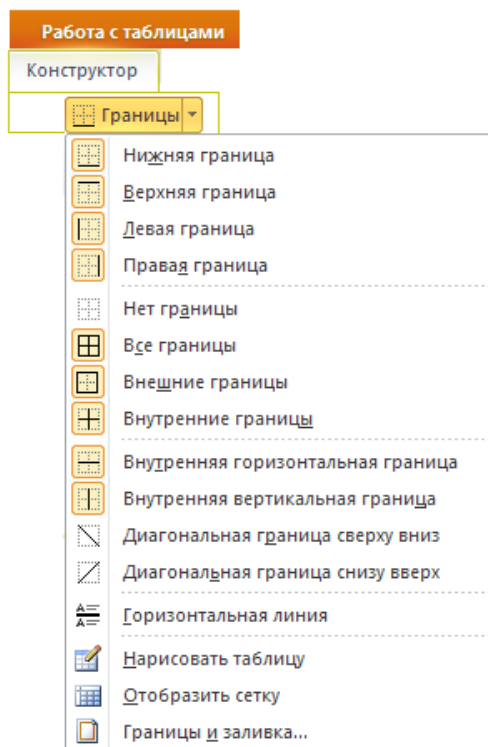 Работа с таблицами
Конструктор
Границы
Нижняя граница
Верхняя граница
Левая граница
Правая граница
Нет границы
Все границы
Внешние границы
Внутренние границы
Внутренняя горизонтальная граница
Внутренняя вертикальная граница
Диагональная граница сверху вниз
Диагональная граница снизу вверх
Горизонтальная линия
Нарисовать таблицу
Отобразить сетку
Границы и заливка...